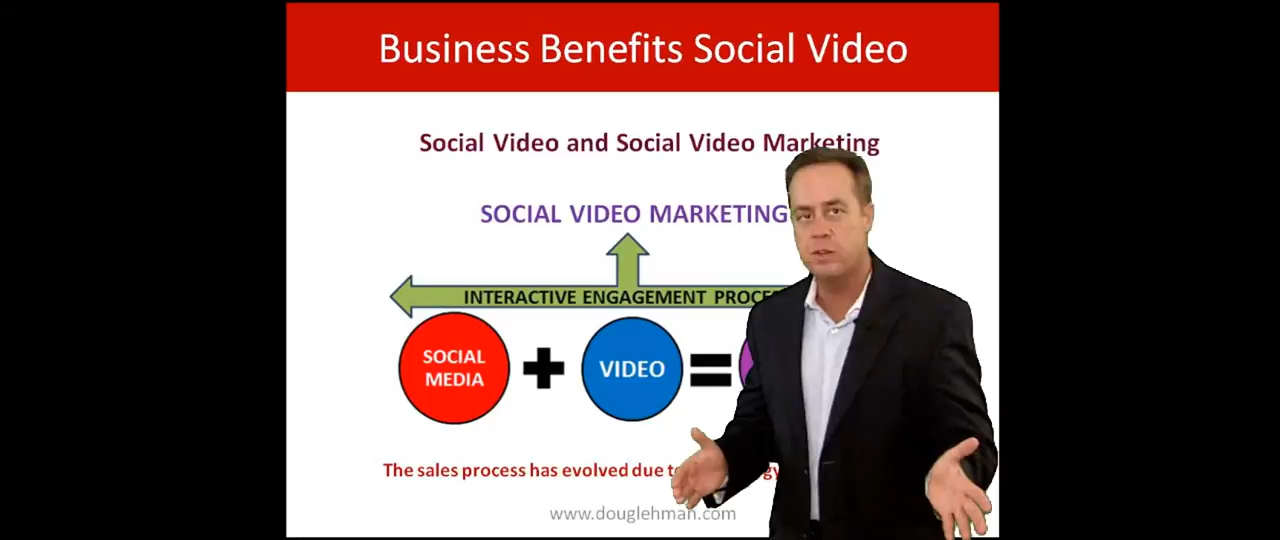 Business Benefits Social Video
Social Video and Social Video Marketing
SOCIAL VIDEO MARKETING
INTERACTIVE ENGAGEMENT
SOCIAL
MEDIA
+
VIDEO
=
The sales process has evolved due
www.douglehman.com